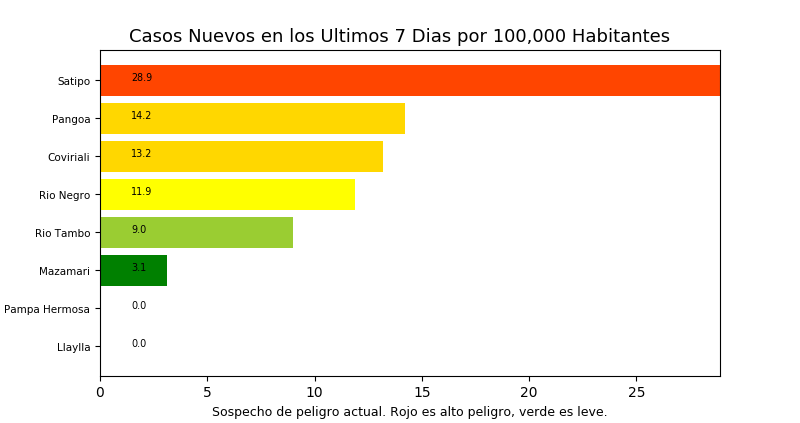 Casos Nuevos en los Ultimos 7 Dias por 100,000 Habitantes
Satipo 28.9
Pangoa 14.2
Coviriali 13.2
Rio Negro 11.9
Rio Tambo 9.0
Mazamari 3.1
Pampa Hermosa 0.0
Llaylla 0.0
0 5 10 15 20 25
Sospecho de peligro actual. Rojo es alto peligro, verde es leve.